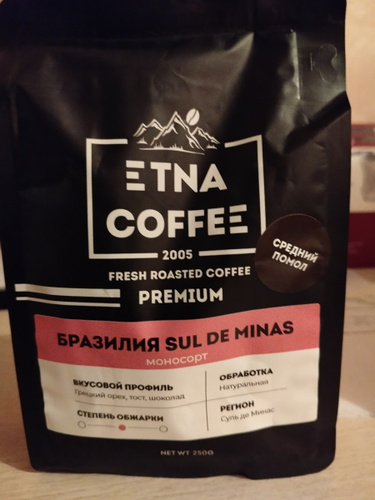 ETNA
COFFEE
2005
FRESH ROASTED COFFEE
PREMIUM
СРЕДНИЙ
ПОМОЛ
БРАЗИЛИЯ SUL DE MINAS
моносорт
ВКУСОВОЙ ПРОФИЛЬ
Грецкий орех, тост, шоколад
ОБРАБОТКА
Натуральная
СТЕПЕНЬ ОБЖАРКИ
РЕГИОН
Суль де Минас
NET WT 250G